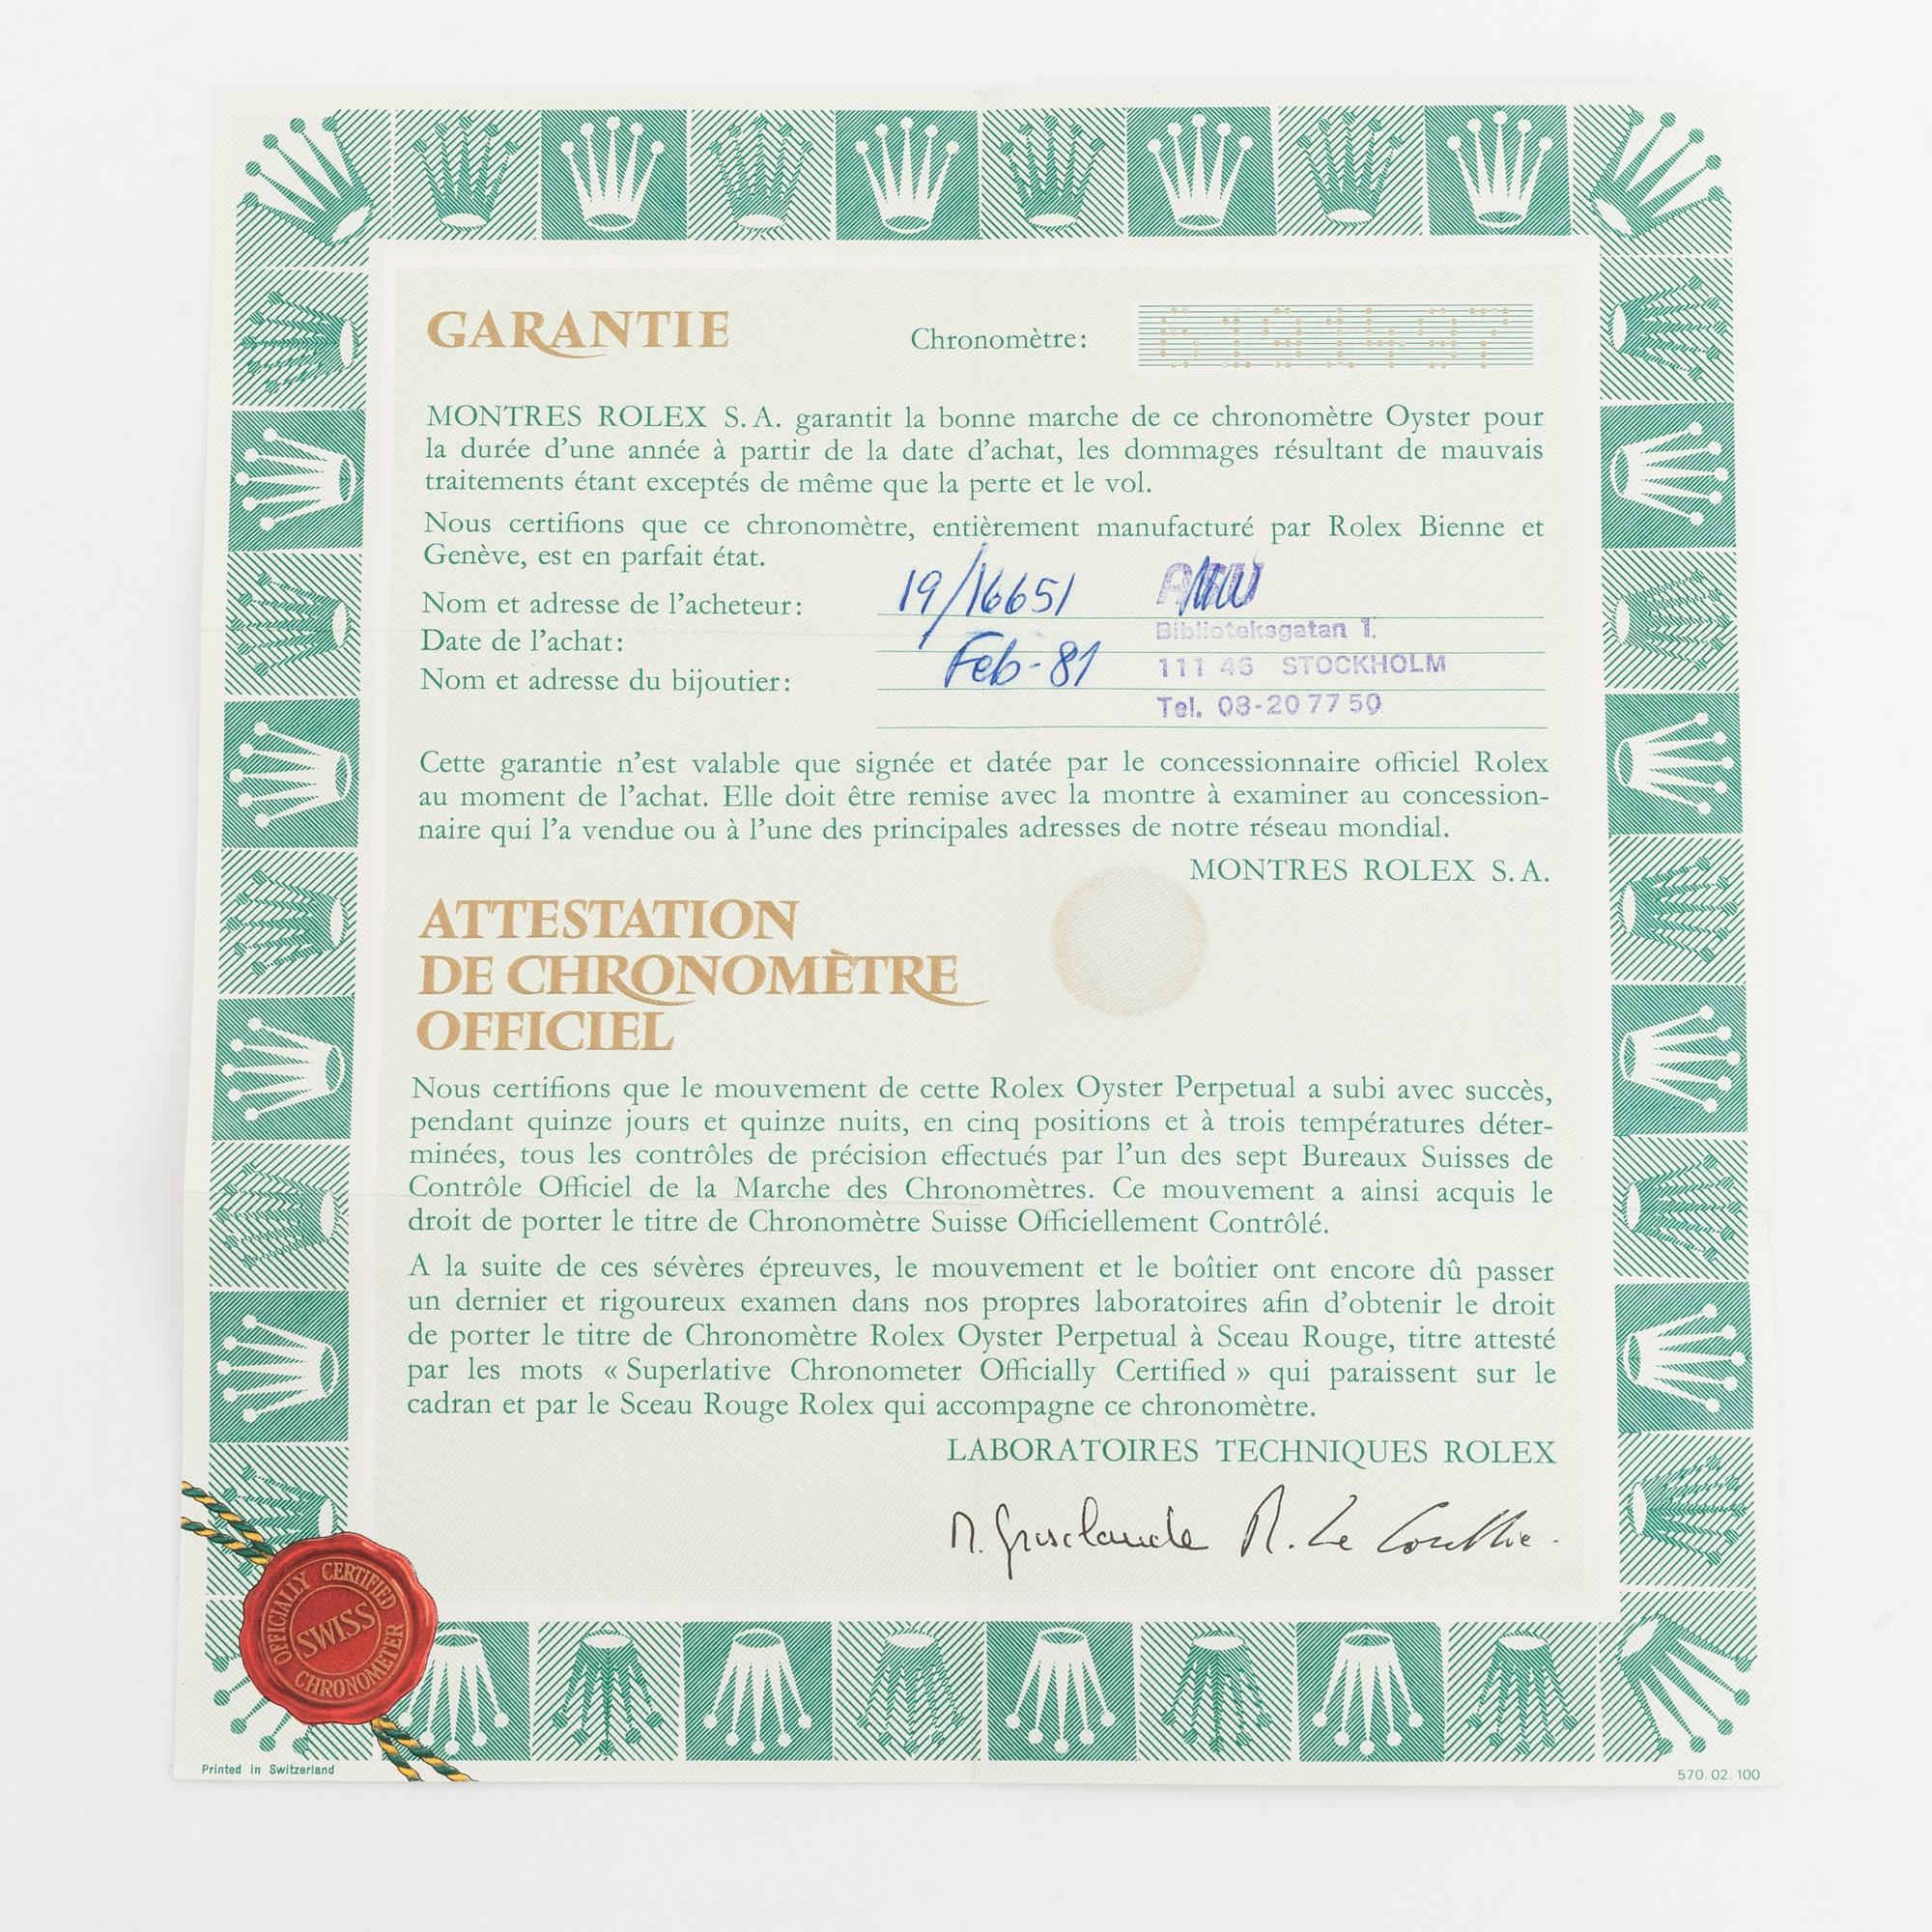 GARANTIE
Chronomètre:
MONTRES ROLEX S.A. garantit la bonne marche de ce chronomètre Oyster pour
la durée d'une année à partir de la date d'achat, les dommages résultant de mauvais
traitements étant exceptés de même que la perte et le vol.
Nous certifions que ce chronomètre, entièrement manufacturé par Rolex Bienne et
Genève, est en parfait état.
Nom et adresse de l'acheteur: 19/16651
Date de l'achat: Feb-81
Nom et adresse du bijoutier:
Biblioteksgatan 1.
111 46 STOCKHOLM
Tel. 08-20 77 50
Cette garantie n'est valable que signée et datée par le concessionnaire officiel Rolex
au moment de l'achat. Elle doit être remise avec la montre à examiner au concession-
naire qui l'a vendue ou à l'une des principales adresses de notre réseau mondial.
MONTRES ROLEX S.A.
ATTESTATION
DE CHRONOMÈTRE
OFFICIEL
Nous certifions que le mouvement de cette Rolex Oyster Perpetual a subi avec succès,
pendant quinze jours et quinze nuits, en cinq positions et à trois températures déter-
minées, tous les contrôles de précision effectués par l'un des sept Bureaux Suisses de
Contrôle Officiel de la Marche des Chronomètres. Ce mouvement a ainsi acquis le
droit de porter le titre de Chronomètre Suisse Officiellement Contrôlé.
A la suite de ces sévères épreuves, le mouvement et le boîtier ont encore dû passer
un dernier et rigoureux examen dans nos propres laboratoires afin d'obtenir le droit
de porter le titre de Chronomètre Rolex Oyster Perpetual à Sceau Rouge, titre attesté
par les mots « Superlative Chronometer Officially Certified » qui paraissent sur le
cadran et par le Sceau Rouge Rolex qui accompagne ce chronomètre.
LABORATOIRES TECHNIQUES ROLEX
R. Le Coultre.
OFFICIALLY CERTIFIED
SWISS
CHRONOMETER
Printed in Switzerland
570.02.100